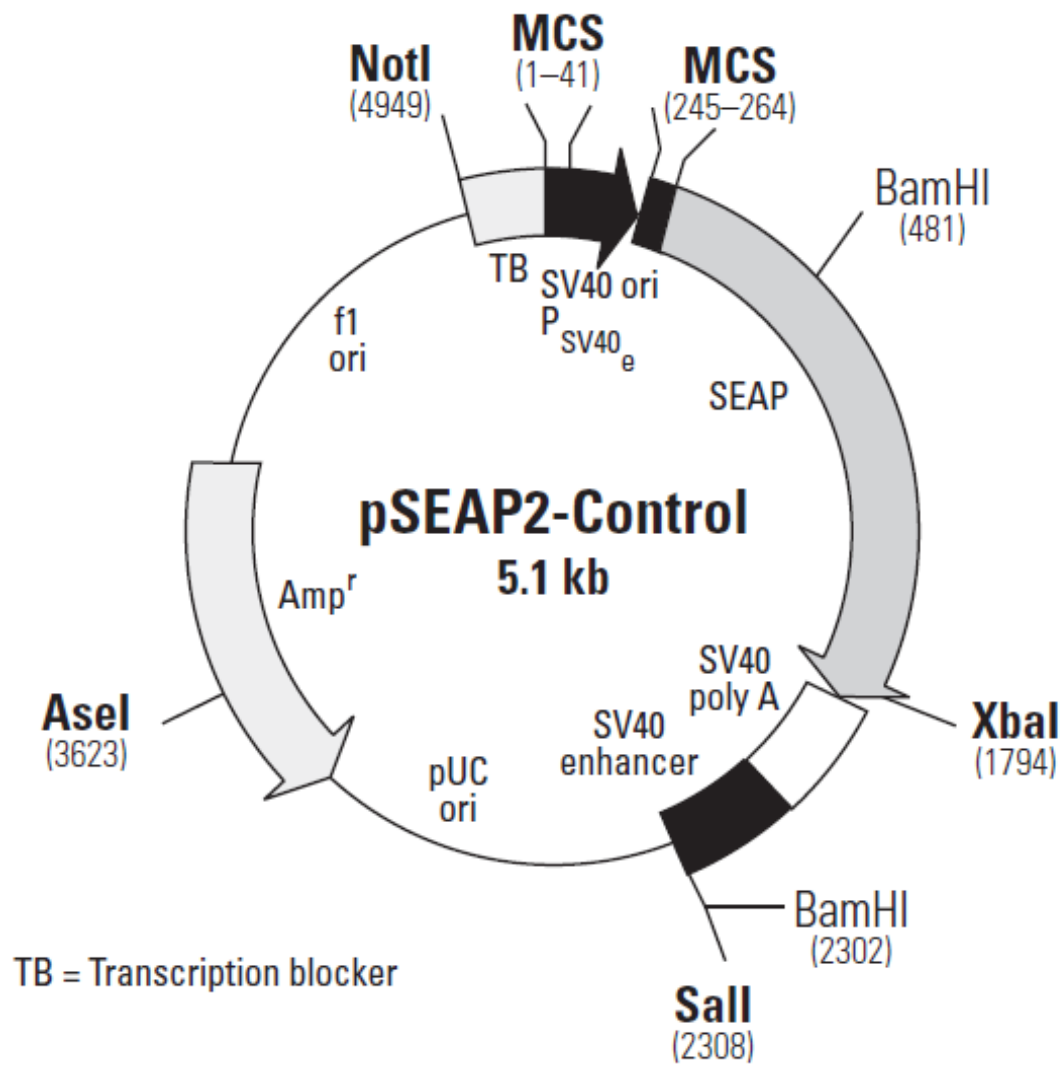 MCS
(1–41)
NotI
(4949)
MCS
(245–264)
BamHI
(481)
TB
SV40 ori
P SV40 e
f1
ori
SEAP
pSEAP2-Control
5.1 kb
Amp r
SV40
poly A
SV40
enhancer
AseI
(3623)
XbaI
(1794)
pUC
ori
BamHI
(2302)
TB = Transcription blocker
SalI
(2308)